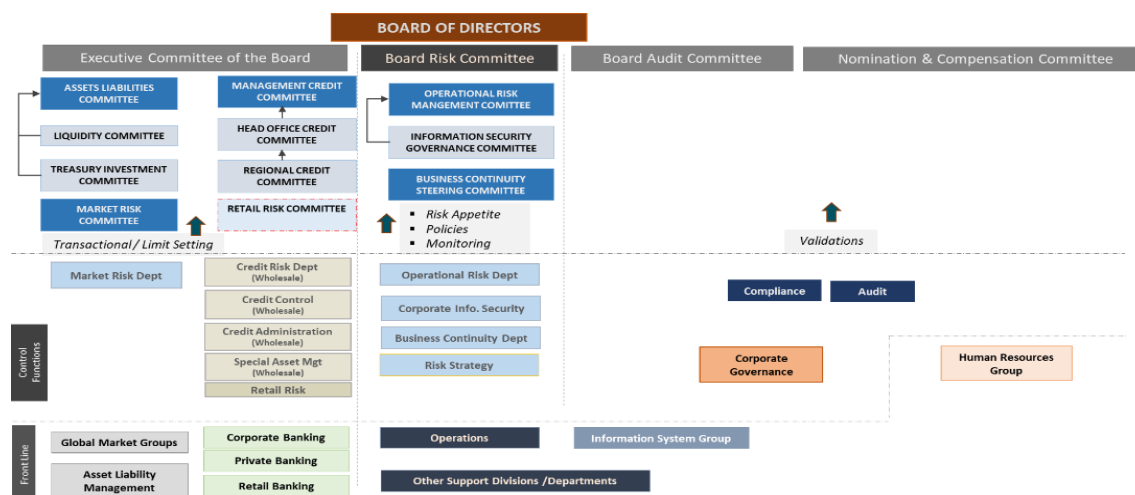 BOARD OF DIRECTORS
Executive Committee of the Board
Board Risk Committee
Board Audit Committee
Nomination & Compensation Committee
ASSETS LIABILITIES
COMMITTEE
LIQUIDITY COMMITTEE
TREASURY INVESTMENT
COMMITTEE
MARKET RISK
COMMITTEE
MANAGEMENT CREDIT
COMMITTEE
HEAD OFFICE CREDIT
COMMITTEE
REGIONAL CREDIT
COMMITTEE
RETAIL RISK COMMITTEE
Transactional / Limit Setting
OPERATIONAL RISK
MANGEMENT COMITTEE
INFORMATION SECURITY
GOVERNANCE COMMITTEE
BUSINESS CONTINUITY
STEERING COMMITTEE
▪ Risk Appetite
▪ Policies
▪ Monitoring
Validations
Control
Functions
Market Risk Dept
Credit Risk Dept
(Wholesale)
Credit Control
(Wholesale)
Credit Administration
(Wholesale)
Special Asset Mgt
(Wholesale)
Retail Risk
Operational Risk Dept
Corporate Info. Security
Business Continuity Dept
Risk Strategy
Compliance
Audit
Corporate
Governance
Human Resources
Group
Front Line
Global Market Groups
Asset Liability
Management
Corporate Banking
Private Banking
Retail Banking
Operations
Information System Group
Other Support Divisions /Departments